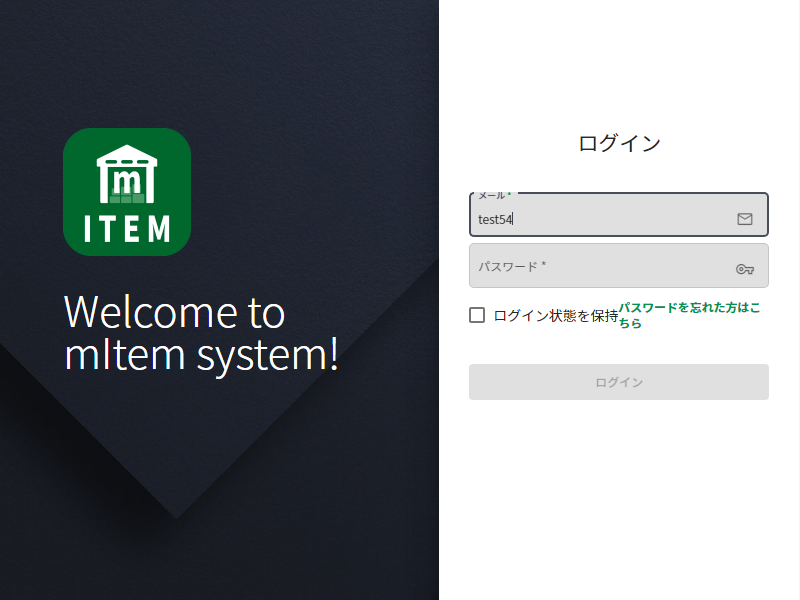 m
ITEM
Welcome to
mItem system!
ログイン
メール *
test54
パスワード *
ログイン状態を保持
パスワードを忘れた方はこ
ちら
ログイン